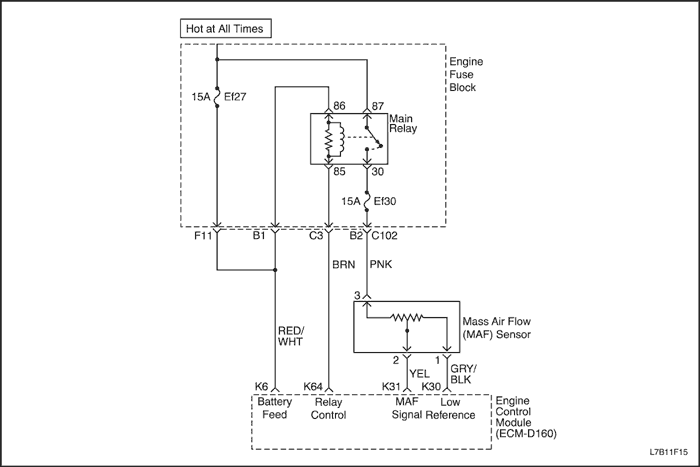 Hot at All Times
Engine
Fuse
Block
15A Ef27
86 87
Main
Relay
85 30
15A Ef30
F11 B1 C3 B2 C102
BRN PNK
3
Mass Air Flow
(MAF) Sensor
RED/
WHT
2 1
YEL GRY/
BLK
K6 K64 K31 K30
Battery
Feed
Relay
Control
MAF
Signal
Low
Reference
Engine
Control
Module
(ECM-D160)
L7B11F15